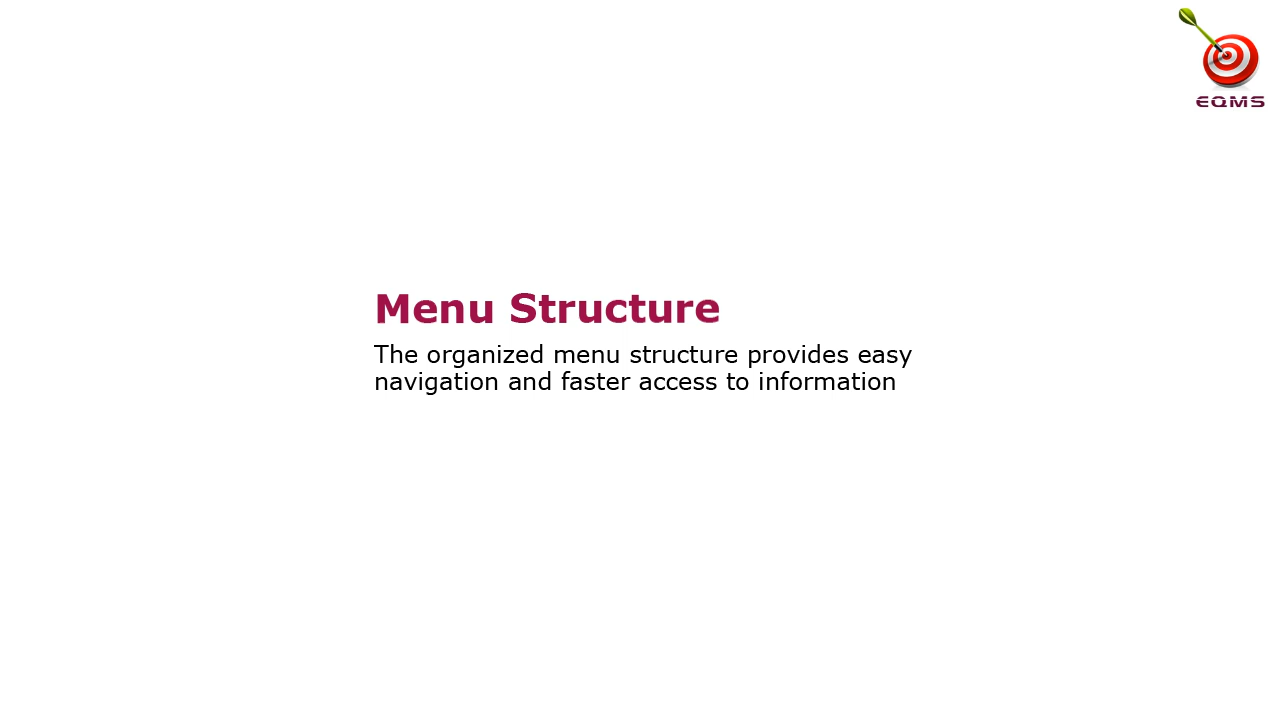 EQMS
Menu Structure
The organized menu structure provides easy
navigation and faster access to information